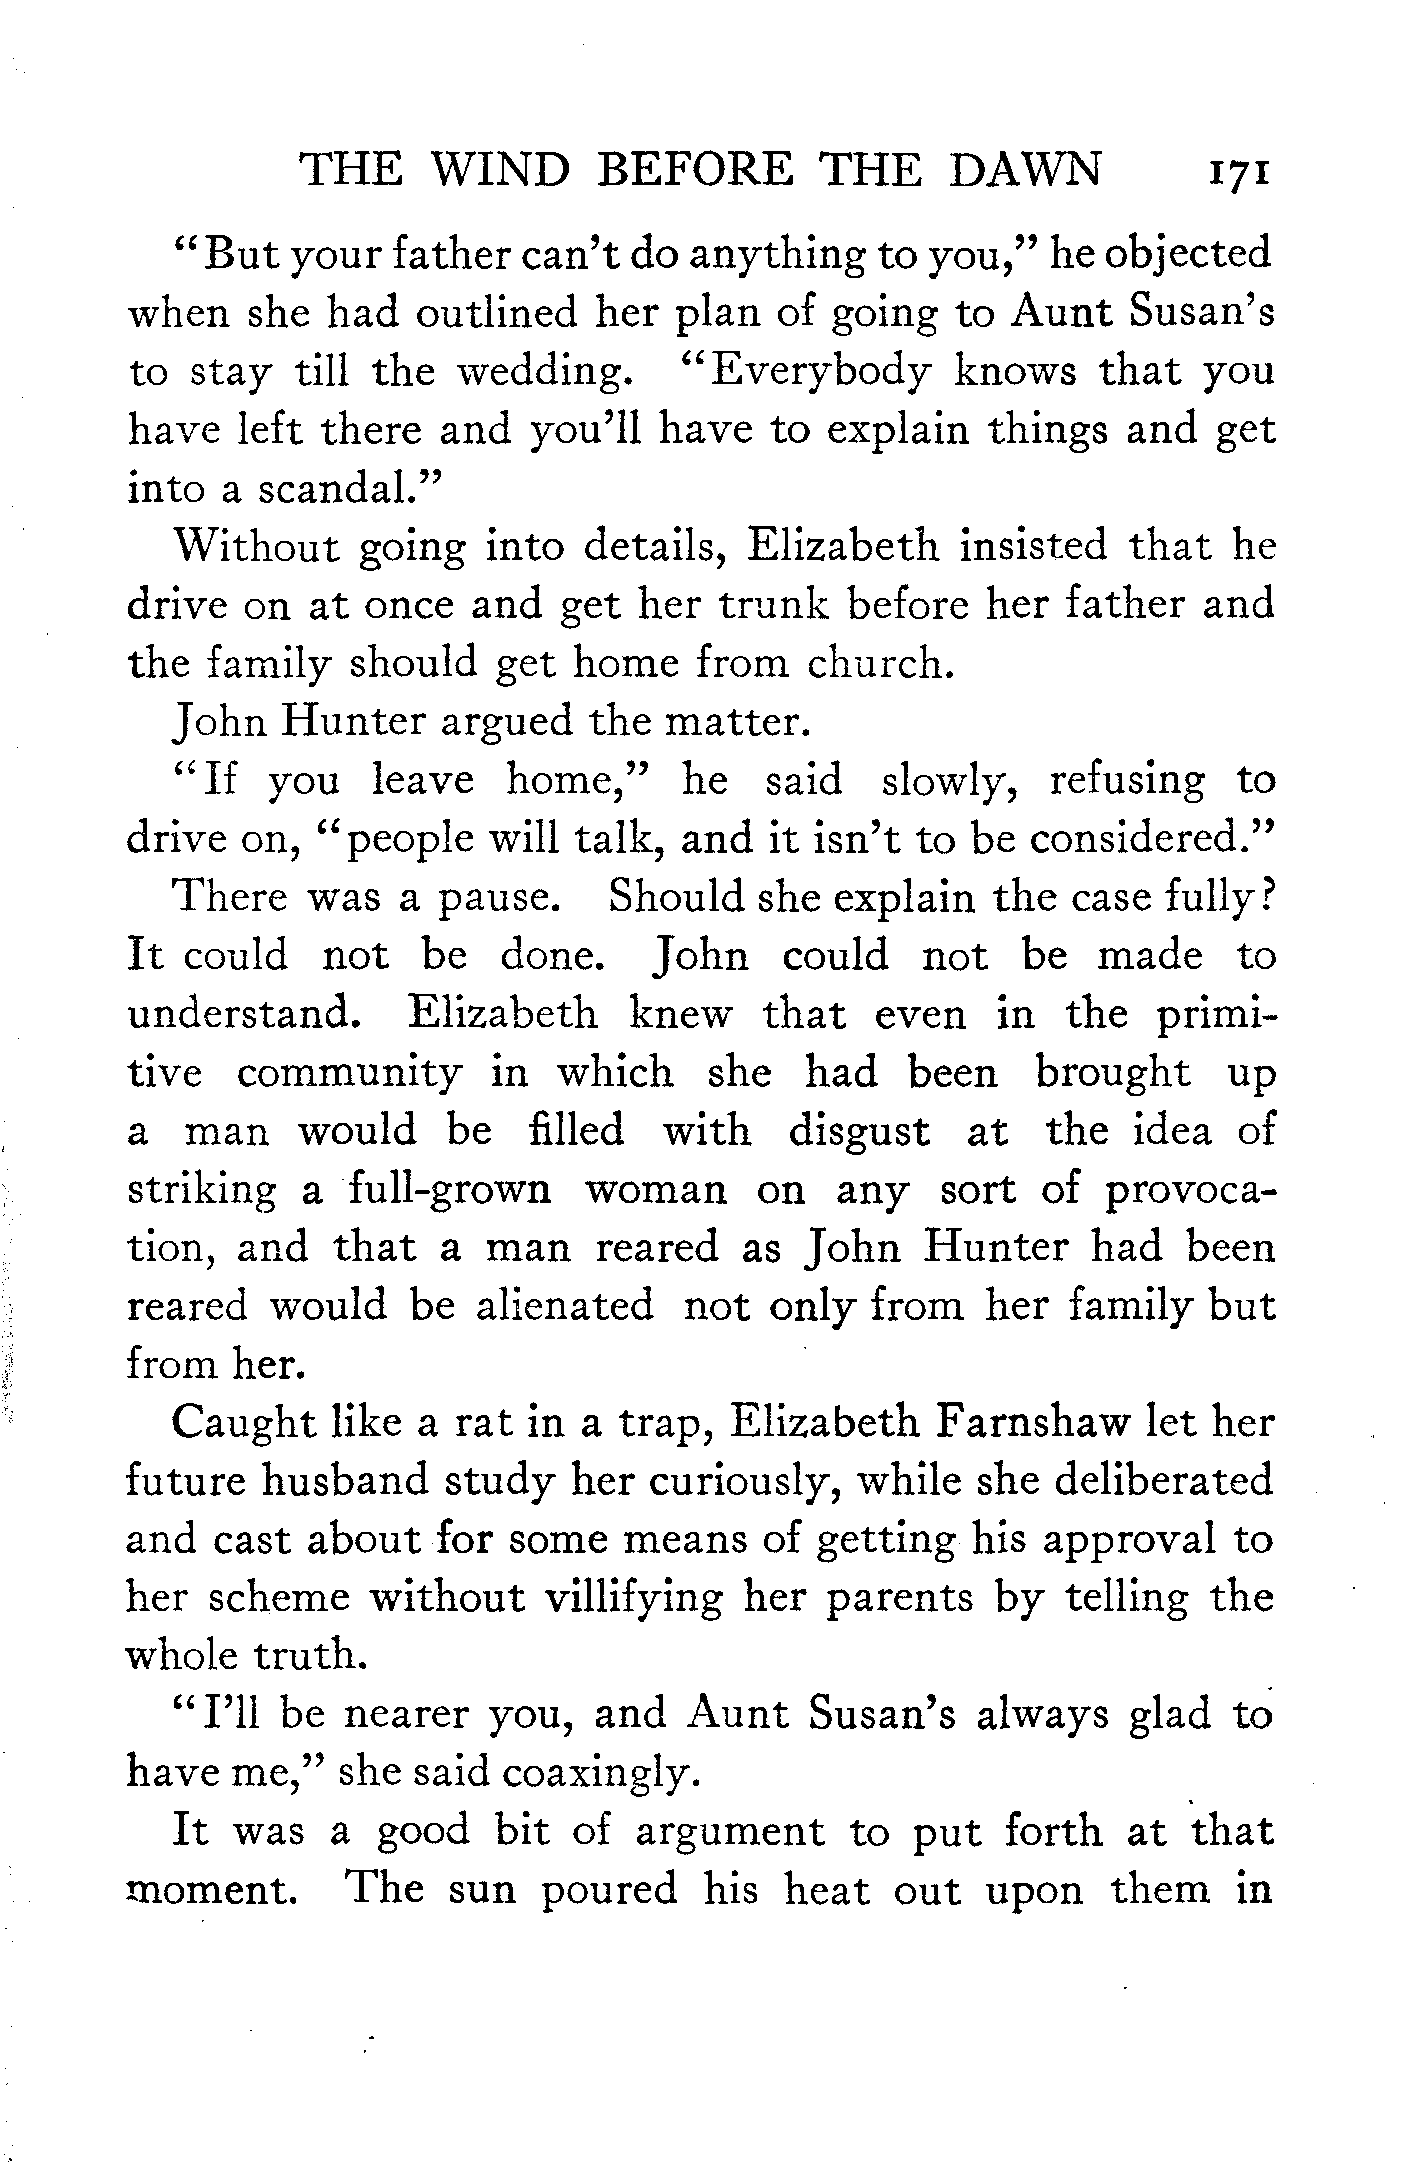 THE WIND BEFORE THE DAWN 171
"But your father can't do anything to you," he objected
when she had outlined her plan of going to Aunt Susan's
to stay till the wedding. "Everybody knows that you
have left there and you'll have to explain things and get
into a scandal."
Without going into details, Elizabeth insisted that he
drive on at once and get her trunk before her father and
the family should get home from church.
John Hunter argued the matter.
"If you leave home," he said slowly, refusing to
drive on, "people will talk, and it isn't to be considered."
There was a pause. Should she explain the case fully?
It could not be done. John could not be made to
understand. Elizabeth knew that even in the primi-
tive community in which she had been brought up
a man would be filled with disgust at the idea of
striking a full-grown woman on any sort of provoca-
tion, and that a man reared as John Hunter had been
reared would be alienated not only from her family but
from her.
Caught like a rat in a trap, Elizabeth Farnshaw let her
future husband study her curiously, while she deliberated
and cast about for some means of getting his approval to
her scheme without villifying her parents by telling the
whole truth.
"I'll be nearer you, and Aunt Susan's always glad to
have me," she said coaxingly.
It was a good bit of argument to put forth at that
moment. The sun poured his heat out upon them in